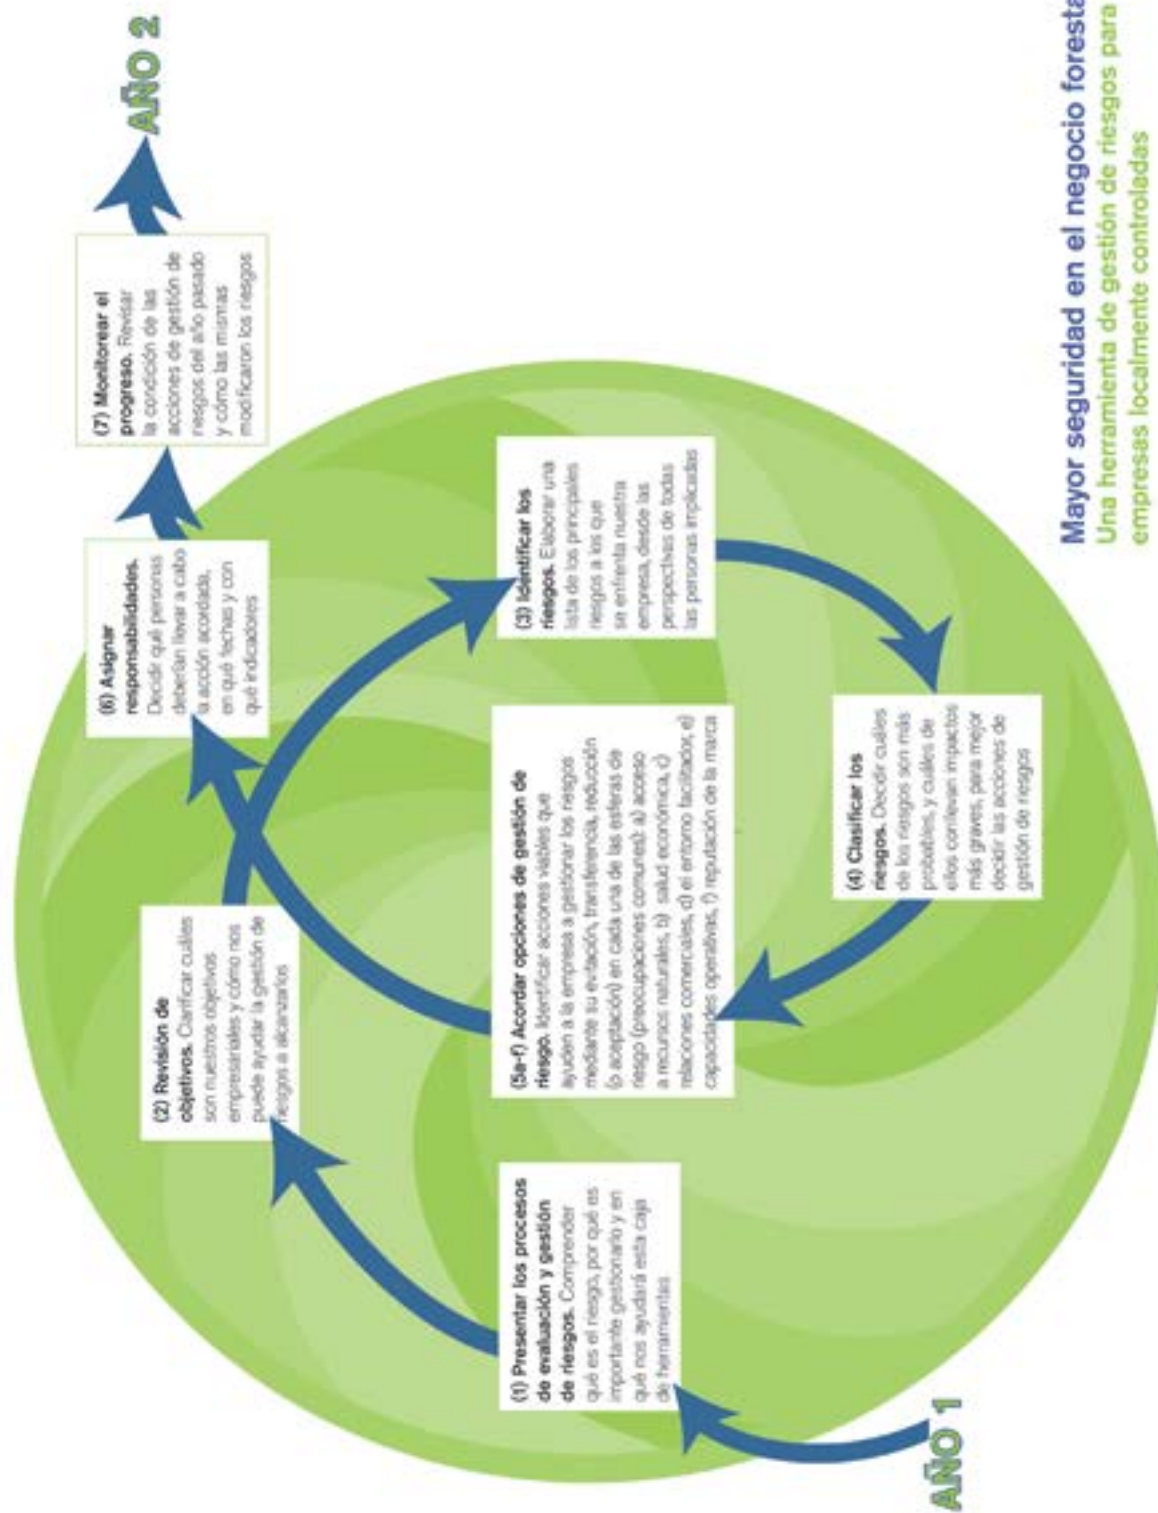 AÑO 1
(1) Presentar los procesos
de evaluación y gestión
de riesgos. Comprender
qué es el riesgo, por qué es
importante gestionarlo y en
qué nos ayudará esta caja
de herramientas
(2) Revisión de
objetivos. Clarificar cuáles
son nuestros objetivos
empresariales y cómo nos
puede ayudar la gestión de
riesgos a alcanzarlos
(3) Identificar los
riesgos. Elaborar una
lista de los principales
riesgos a los que
se enfrenta nuestra
empresa, desde las
perspectivas de todas
las personas implicadas
(4) Clasificar los
riesgos. Decidir cuáles
de los riesgos son más
probables, y cuáles de
ellos conllevan impactos
más graves, para mejor
decidir las acciones de
gestión de riesgos
(5a-f) Acordar opciones de gestión de
riesgo. Identificar acciones viables que
ayuden a la empresa a gestionar los riesgos
mediante su evitación, transferencia, reducción
(o aceptación) en cada una de las esferas de
riesgo (preocupaciones comunes): a) acceso
a recursos naturales, b) salud económica, c)
relaciones comerciales, d) el entorno facilitador, e)
capacidades operativas, f) reputación de la marca
(6) Asignar
responsabilidades.
Decidir qué personas
deberían llevar a cabo
la acción acordada,
en qué fechas y con
qué indicadores
(7) Monitorear el
progreso. Revisar
la condición de las
acciones de gestión de
riesgos del año pasado
y cómo las mismas
modificaron los riesgos
AÑO 2
Mayor seguridad en el negocio foresta
Una herramienta de gestión de riesgos para
empresas localmente controladas